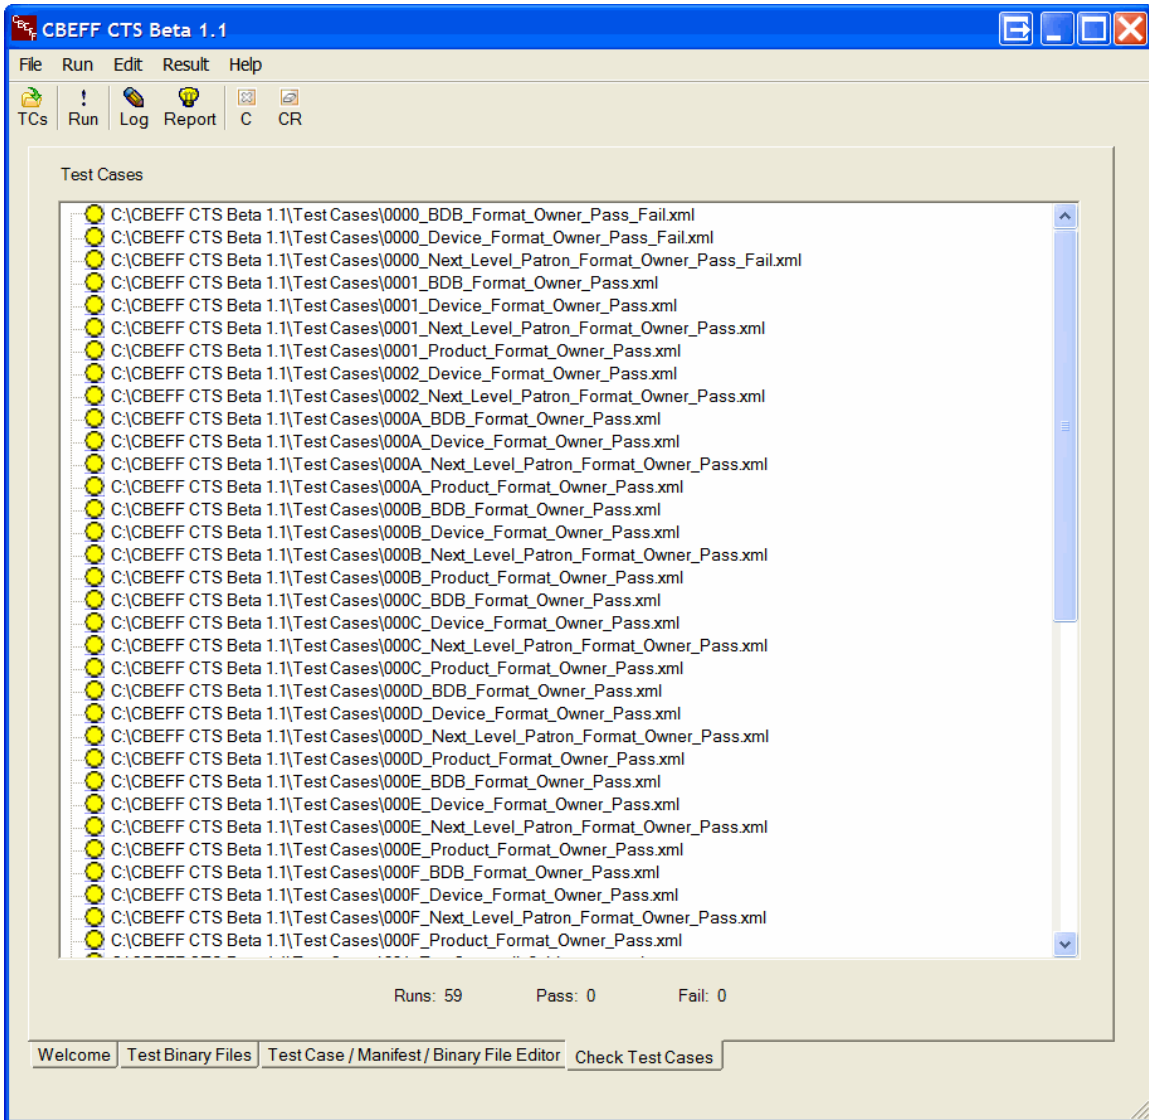 CBEFF
CBEFF CTS Beta 1.1
File Run Edit Result Help
TCs Run Log Report C CR
Test Cases
C:\CBEFF CTS Beta 1.1\Test Cases\0000_BDB_Format_Owner_Pass_Fail.xml
C:\CBEFF CTS Beta 1.1\Test Cases\0000_Device_Format_Owner_Pass_Fail.xml
C:\CBEFF CTS Beta 1.1\Test Cases\0000_Next_Level_Patron_Format_Owner_Pass_Fail.xml
C:\CBEFF CTS Beta 1.1\Test Cases\0001_BDB_Format_Owner_Pass.xml
C:\CBEFF CTS Beta 1.1\Test Cases\0001_Device_Format_Owner_Pass.xml
C:\CBEFF CTS Beta 1.1\Test Cases\0001_Next_Level_Patron_Format_Owner_Pass.xml
C:\CBEFF CTS Beta 1.1\Test Cases\0001_Product_Format_Owner_Pass.xml
C:\CBEFF CTS Beta 1.1\Test Cases\0002_Device_Format_Owner_Pass.xml
C:\CBEFF CTS Beta 1.1\Test Cases\0002_Next_Level_Patron_Format_Owner_Pass.xml
C:\CBEFF CTS Beta 1.1\Test Cases\000A_BDB_Format_Owner_Pass.xml
C:\CBEFF CTS Beta 1.1\Test Cases\000A_Device_Format_Owner_Pass.xml
C:\CBEFF CTS Beta 1.1\Test Cases\000A_Next_Level_Patron_Format_Owner_Pass.xml
C:\CBEFF CTS Beta 1.1\Test Cases\000A_Product_Format_Owner_Pass.xml
C:\CBEFF CTS Beta 1.1\Test Cases\000B_BDB_Format_Owner_Pass.xml
C:\CBEFF CTS Beta 1.1\Test Cases\000B_Device_Format_Owner_Pass.xml
C:\CBEFF CTS Beta 1.1\Test Cases\000B_Next_Level_Patron_Format_Owner_Pass.xml
C:\CBEFF CTS Beta 1.1\Test Cases\000B_Product_Format_Owner_Pass.xml
C:\CBEFF CTS Beta 1.1\Test Cases\000C_BDB_Format_Owner_Pass.xml
C:\CBEFF CTS Beta 1.1\Test Cases\000C_Device_Format_Owner_Pass.xml
C:\CBEFF CTS Beta 1.1\Test Cases\000C_Next_Level_Patron_Format_Owner_Pass.xml
C:\CBEFF CTS Beta 1.1\Test Cases\000C_Product_Format_Owner_Pass.xml
C:\CBEFF CTS Beta 1.1\Test Cases\000D_BDB_Format_Owner_Pass.xml
C:\CBEFF CTS Beta 1.1\Test Cases\000D_Device_Format_Owner_Pass.xml
C:\CBEFF CTS Beta 1.1\Test Cases\000D_Next_Level_Patron_Format_Owner_Pass.xml
C:\CBEFF CTS Beta 1.1\Test Cases\000D_Product_Format_Owner_Pass.xml
C:\CBEFF CTS Beta 1.1\Test Cases\000E_BDB_Format_Owner_Pass.xml
C:\CBEFF CTS Beta 1.1\Test Cases\000E_Device_Format_Owner_Pass.xml
C:\CBEFF CTS Beta 1.1\Test Cases\000E_Next_Level_Patron_Format_Owner_Pass.xml
C:\CBEFF CTS Beta 1.1\Test Cases\000E_Product_Format_Owner_Pass.xml
C:\CBEFF CTS Beta 1.1\Test Cases\000F_BDB_Format_Owner_Pass.xml
C:\CBEFF CTS Beta 1.1\Test Cases\000F_Device_Format_Owner_Pass.xml
C:\CBEFF CTS Beta 1.1\Test Cases\000F_Next_Level_Patron_Format_Owner_Pass.xml
C:\CBEFF CTS Beta 1.1\Test Cases\000F_Product_Format_Owner_Pass.xml
Runs: 59 Pass: 0 Fail: 0
Welcome Test Binary Files Test Case / Manifest / Binary File Editor Check Test Cases